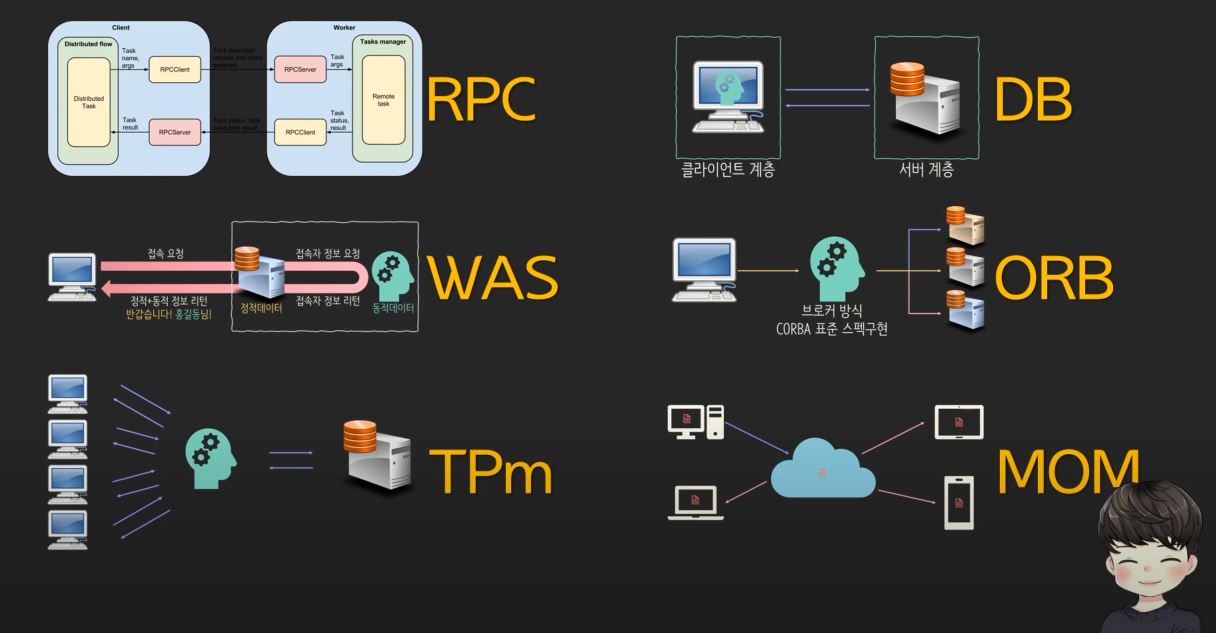 Client
Worker
Distributed flow
Distributed
Task
Task
name,
args
RPCClient
Task execution
request and client
endpoint
RPCServer
Task
args
Tasks manager
Remote
task
Task
result
RPCServer
Task status, task
execution result
RPCClient
Task
status,
result
RPC
클라이언트 계층
서버 계층
DB
접속 요청
접속자 정보 요청
정적+동적 정보 리턴
반갑습니다! 홍길동님!
정적데이터
접속자 정보 리턴
동적데이터
WAS
브로커 방식
CORBA 표준 스펙구현
ORB
TPm
MOM